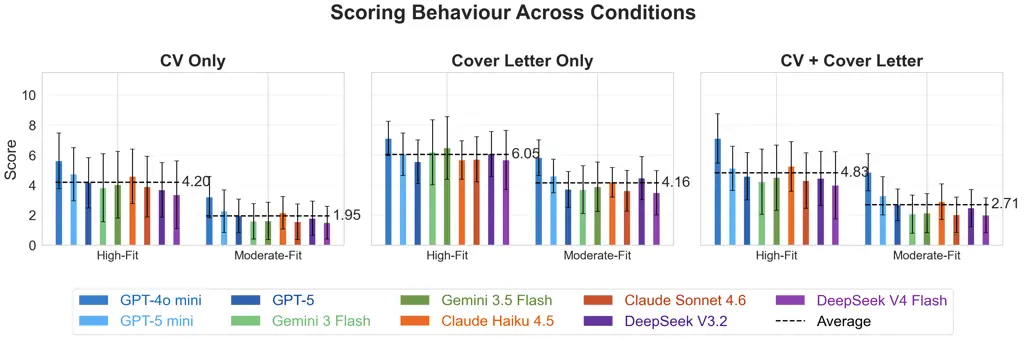 Scoring Behaviour Across Conditions
CV Only
Cover Letter Only
CV + Cover Letter
Score
10
8
6
4
2
0
4.20
1.95
6.05
4.16
4.83
2.71
High-Fit
Moderate-Fit
High-Fit
Moderate-Fit
High-Fit
Moderate-Fit
GPT-4o mini
GPT-5
Gemini 3.5 Flash
Claude Sonnet 4.6
DeepSeek V4 Flash
GPT-5 mini
Gemini 3 Flash
Claude Haiku 4.5
DeepSeek V3.2
Average